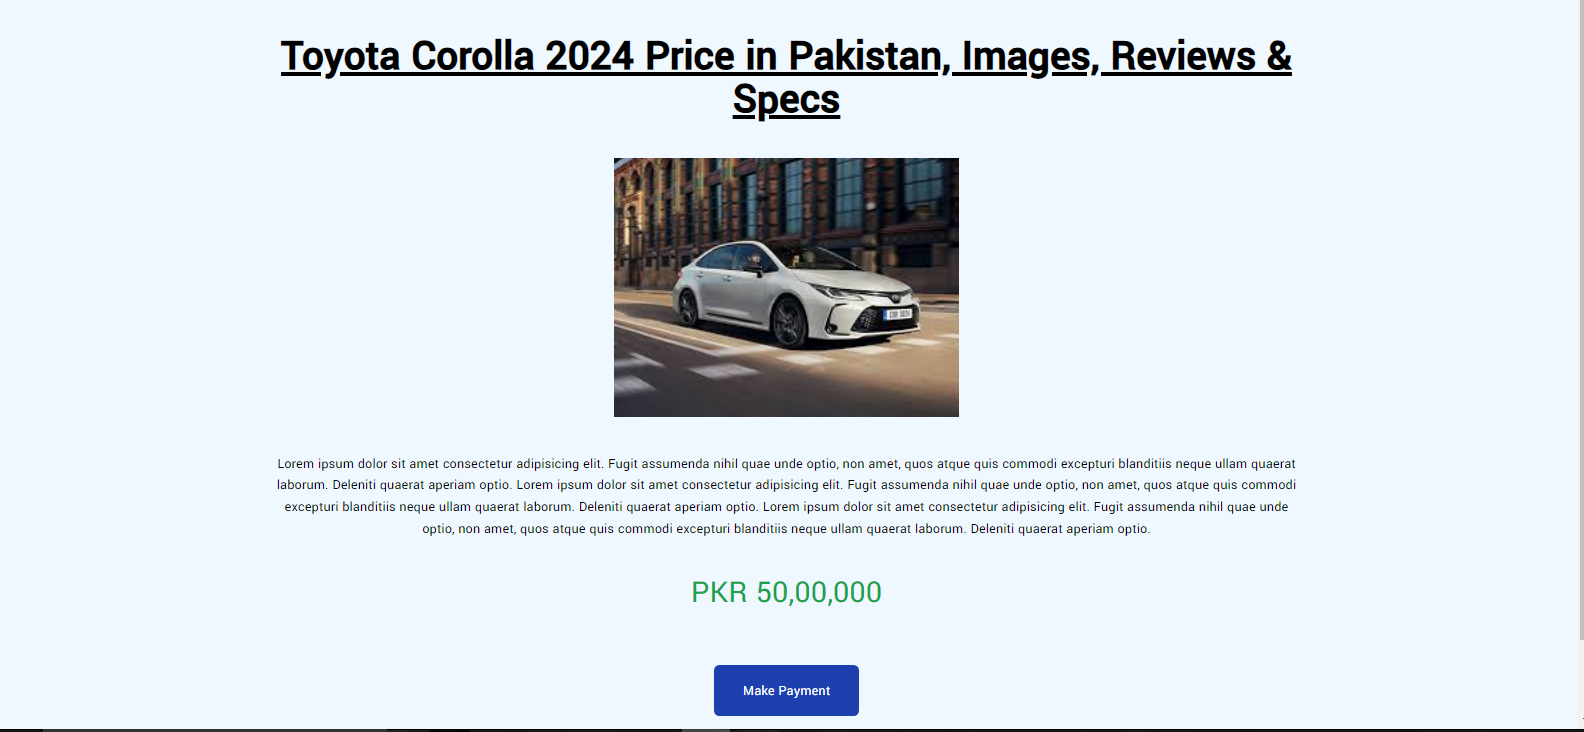 Toyota Corolla 2024 Price in Pakistan, Images, Reviews &
Specs
Lorem ipsum dolor sit amet consectetur adipisicing elit. Fugit assumenda nihil quae unde optio, non amet, quos atque quis commodi excepturi blanditiis neque ullam quaerat
laborum. Deleniti quaerat aperiam optio. Lorem ipsum dolor sit amet consectetur adipisicing elit. Fugit assumenda nihil quae unde optio, non amet, quos atque quis commodi
excepturi blanditiis neque ullam quaerat laborum. Deleniti quaerat aperiam optio. Lorem ipsum dolor sit amet consectetur adipisicing elit. Fugit assumenda nihil quae unde
optio, non amet, quos atque quis commodi excepturi blanditiis neque ullam quaerat laborum. Deleniti quaerat aperiam optio.
PKR 50,00,000
Make Payment